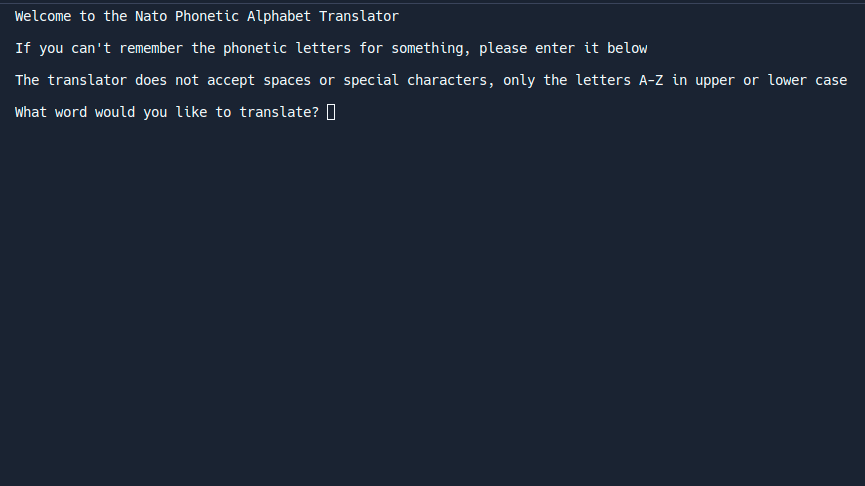 Welcome to the Nato Phonetic Alphabet Translator
If you can't remember the phonetic letters for something, please enter it below
The translator does not accept spaces or special characters, only the letters A-Z in upper or lower case
What word would you like to translate?